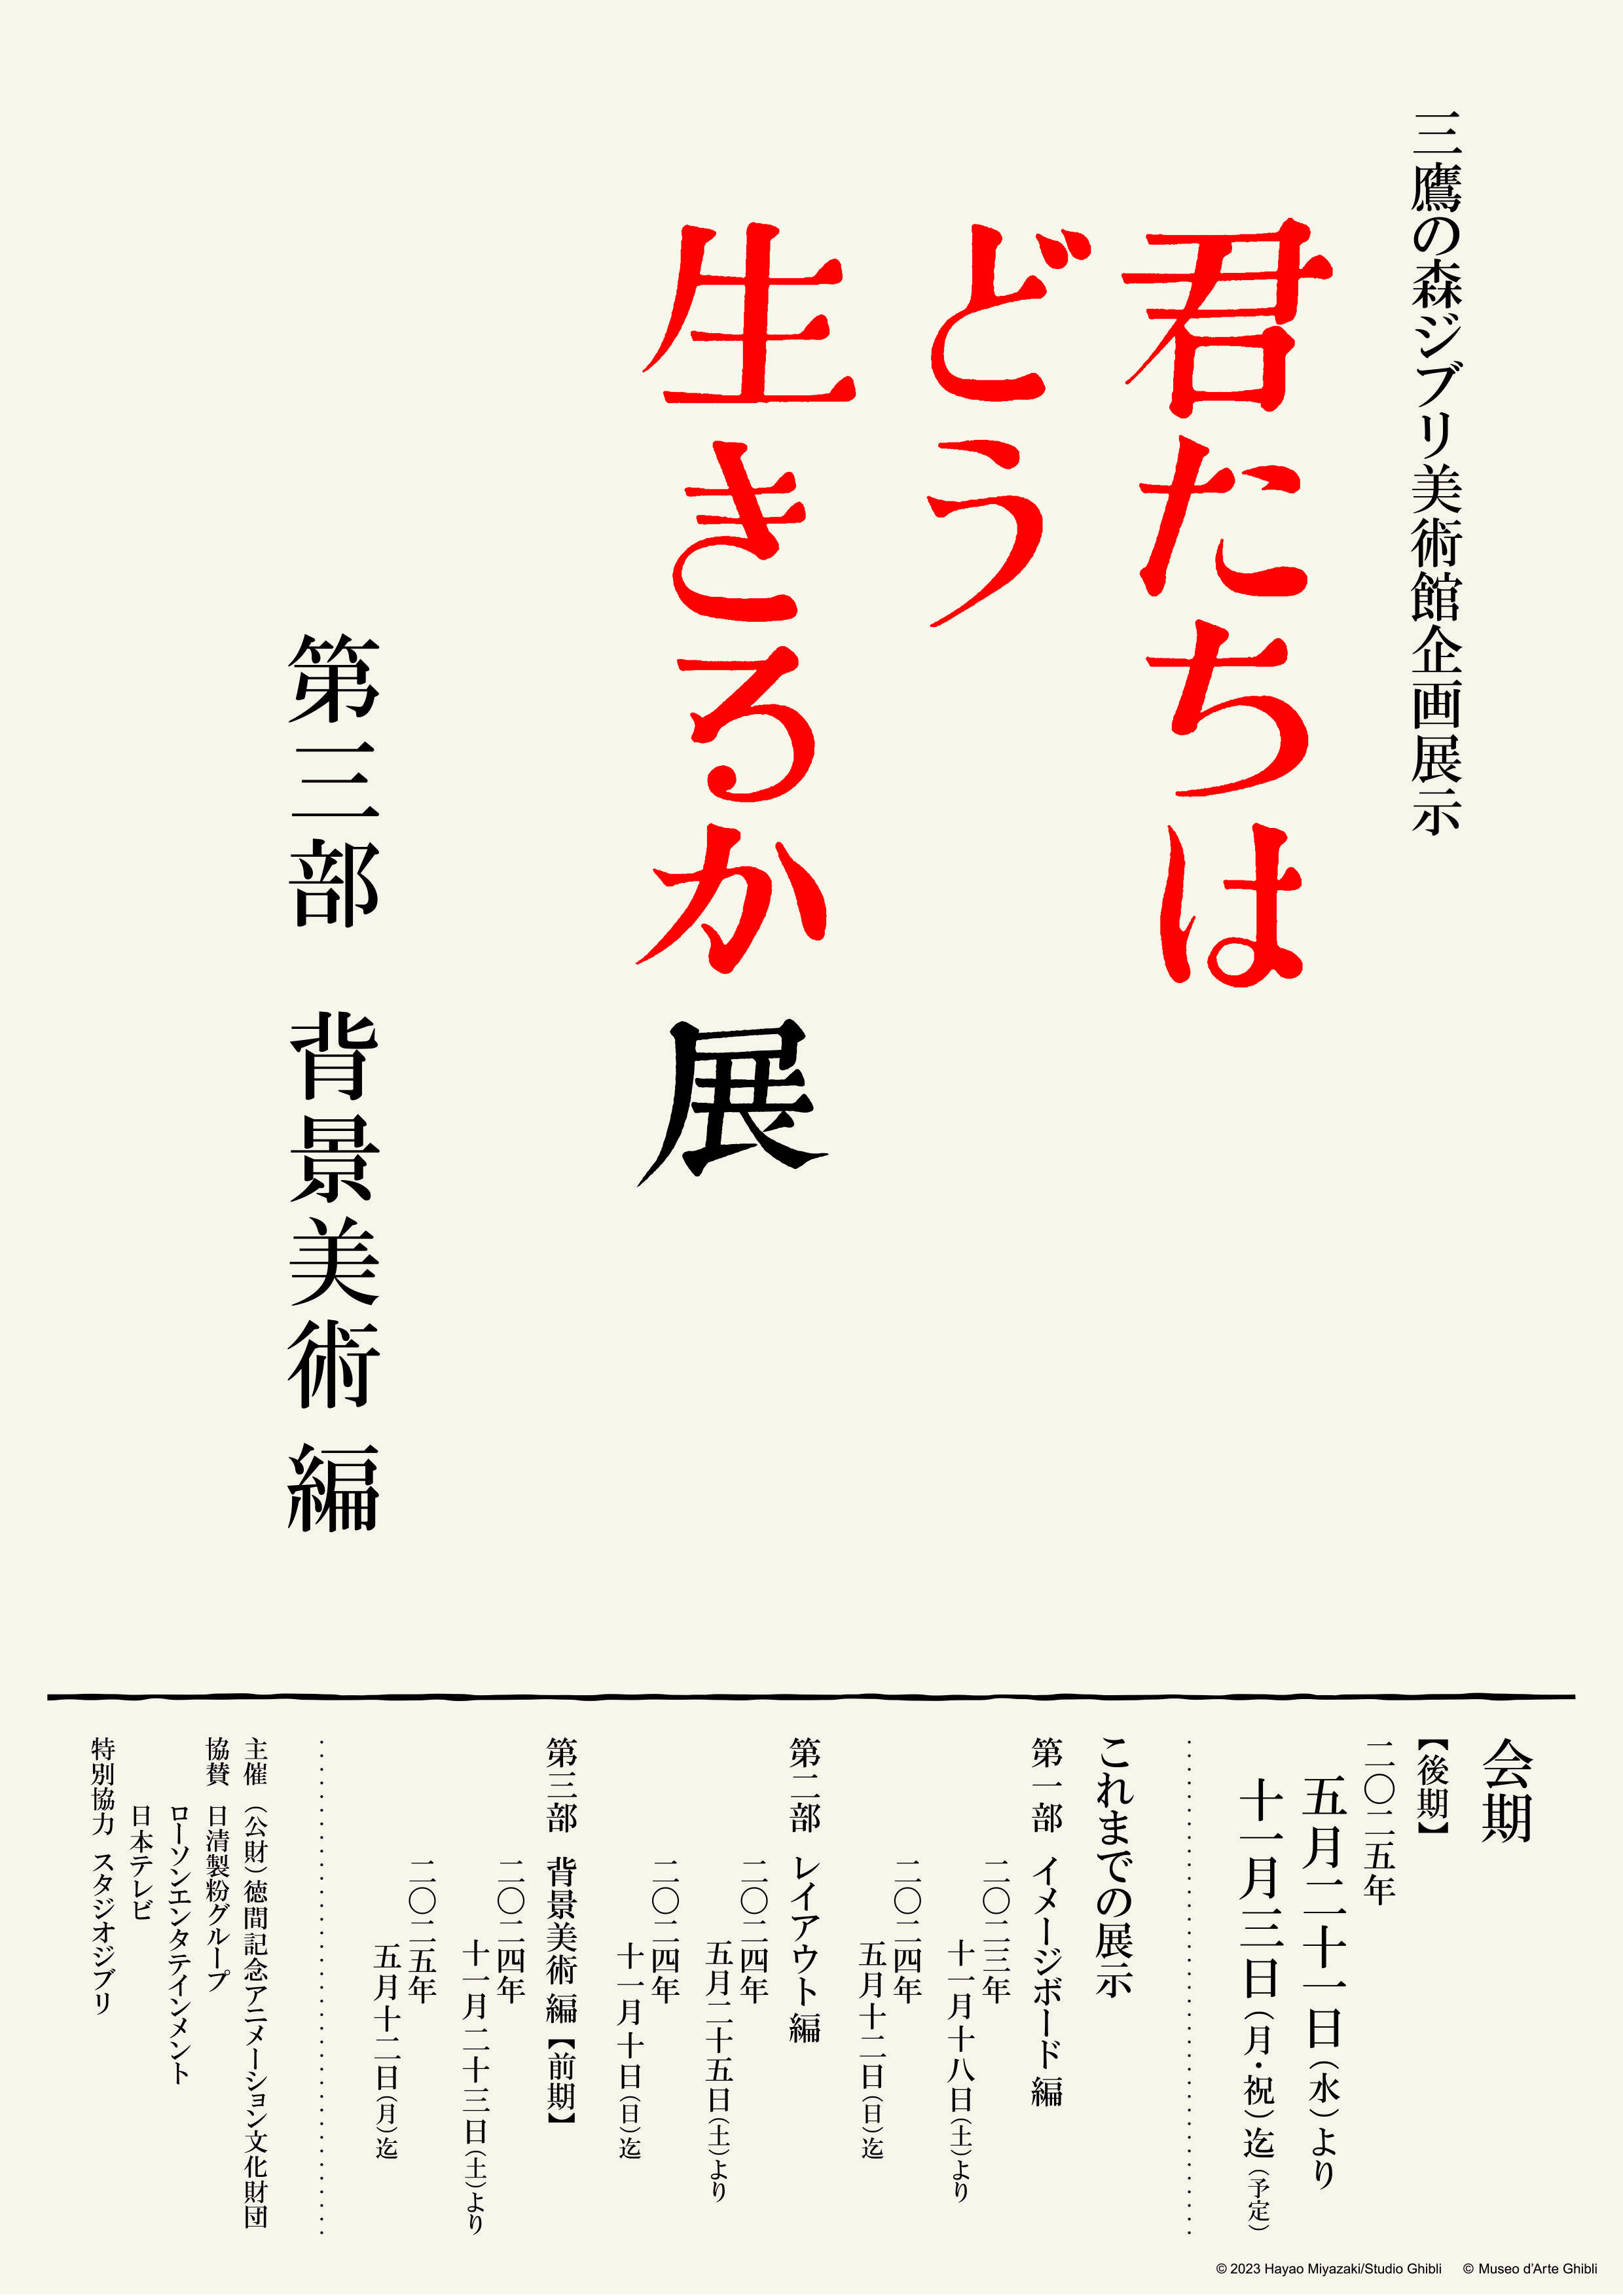 三鷹の森ジブリ美術館企画展示
君たちは
どう
生きるか展
第三部 背景美術 編
会期
【後期】
二〇二五年
五月二十一日(水)より
十一月三日(月・祝)迄(予定)
これまでの展示
第一部 イメージボード 編
二〇二三年
十一月十八日(土)より
二〇二四年
五月十二日(日)迄
第二部 レイアウト 編
二〇二四年
五月二十五日(土)より
二〇二四年
十一月十日(日)迄
第三部 背景美術 編【前期】
二〇二四年
十一月二十三日(土)より
二〇二五年
五月十二日(月)迄
主催 (公財)徳間記念アニメーション文化財団
協賛 日清製粉グループ
ローソンエンタテインメント
日本テレビ
特別協力 スタジオジブリ
© 2023 Hayao Miyazaki/Studio Ghibli © Museo d'Arte Ghibli